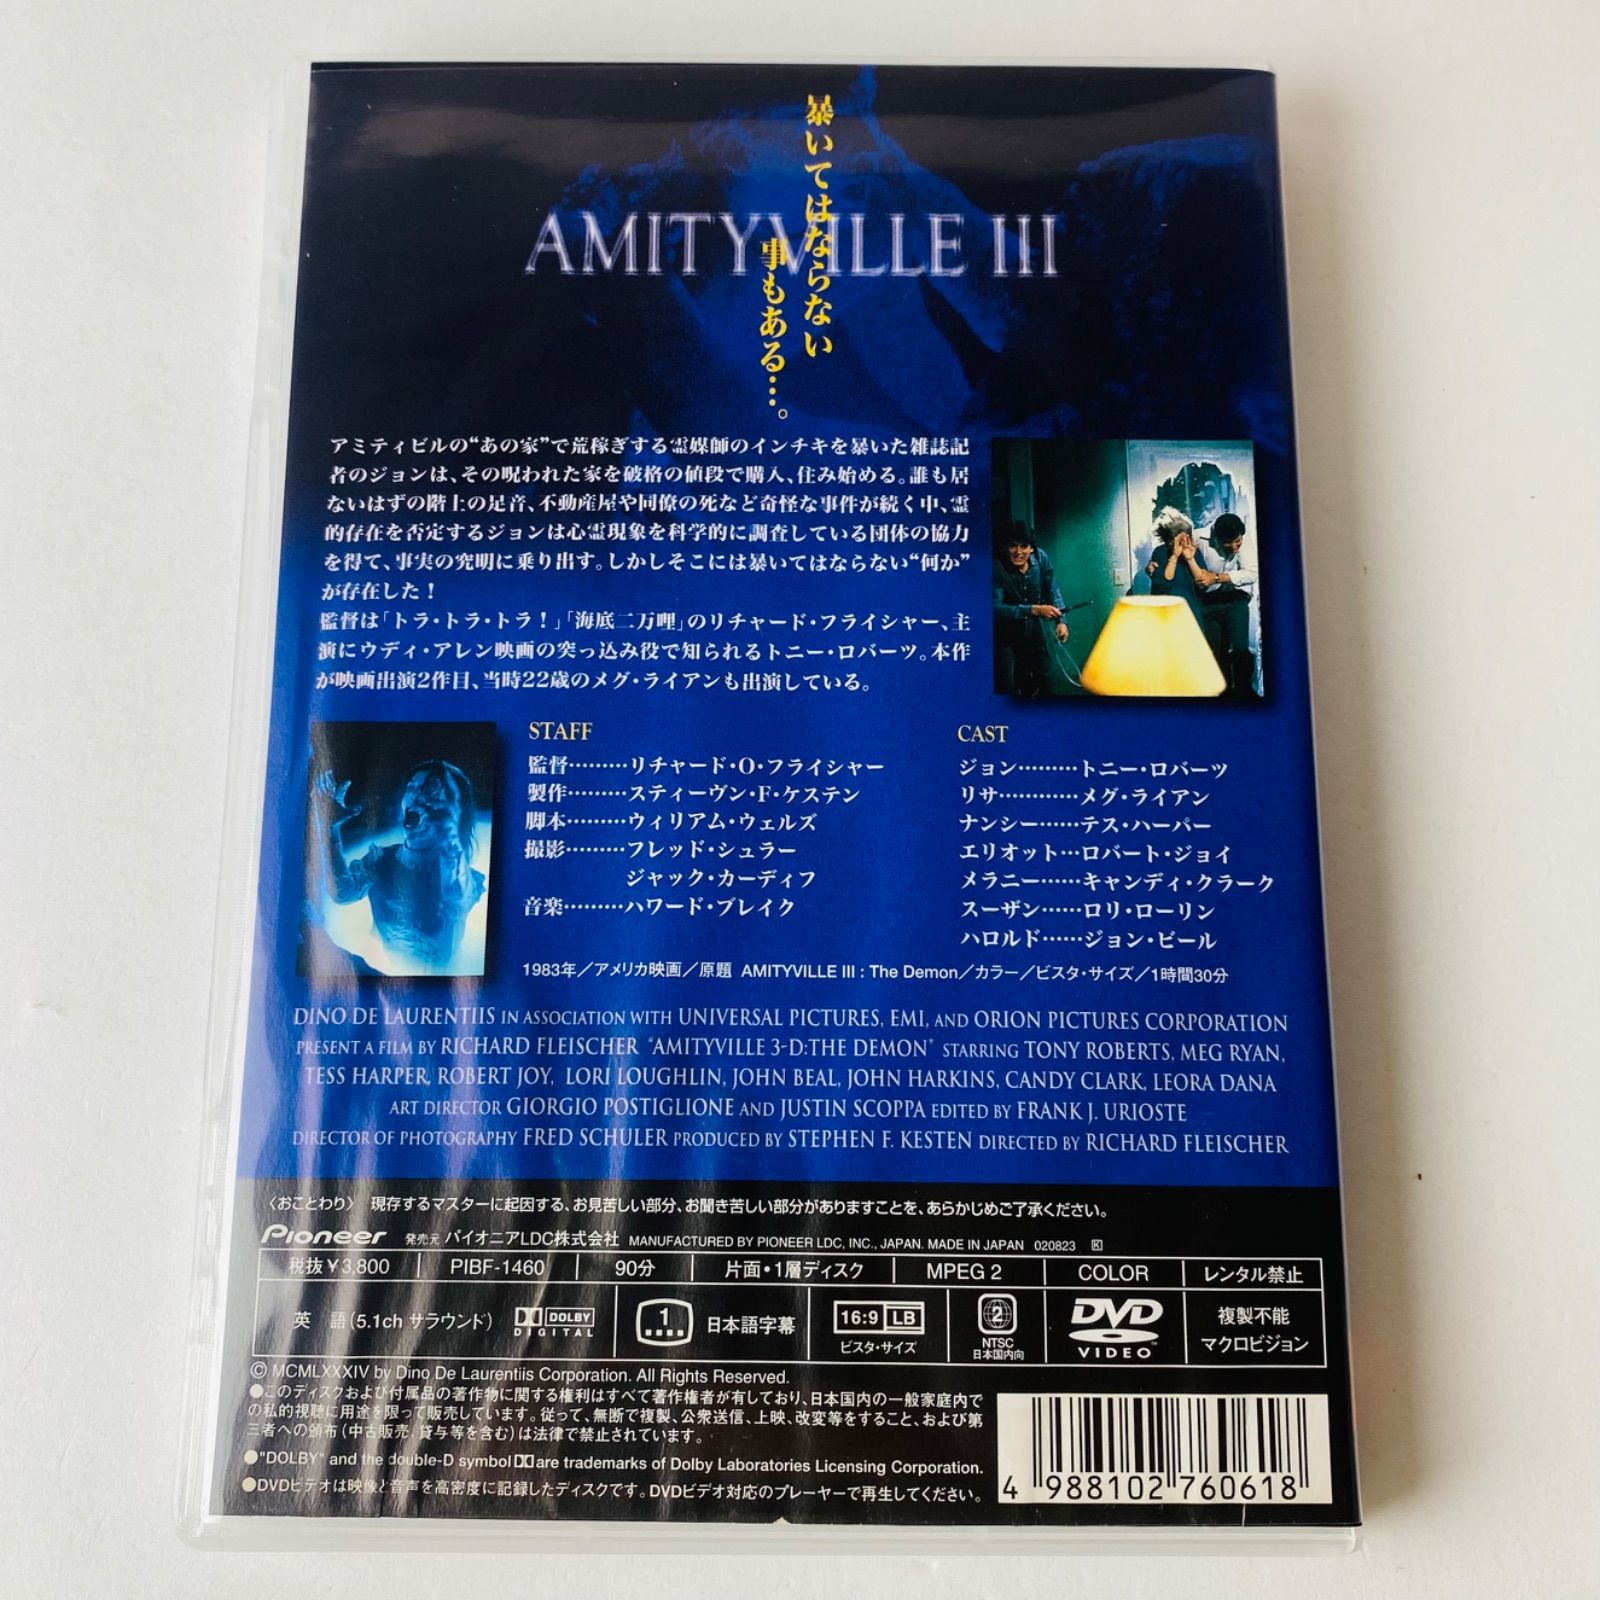 暴いてはならない
事もある…。
AMITYVILLE III
アミティビルの“あの家”で荒稼ぎする霊媒師のインチキを暴いた雑誌記
者のジョンは、その呪われた家を破格の値段で購入、住み始める。誰も居
ないはずの階上の足音、不動産屋や同僚の死など奇怪な事件が続く中、霊
的存在を否定するジョンは心霊現象を科学的に調査している団体の協力
を得て、事実の究明に乗り出す。しかしそこには暴いてはならない“何か”
が存在した！
監督は「トラ・トラ・トラ！」「海底二万哩」のリチャード・フライシャー、主
演にウディ・アレン映画の突っ込み役で知られるトニー・ロバーツ。本作
が映画出演2作目、当時22歳のメグ・ライアンも出演している。
STAFF
監督………リチャード・O・フライシャー
製作………スティーヴン・F・ケステン
脚本………ウィリアム・ウェルズ
撮影………フレッド・シュラー
ジャック・カーディフ
音楽………ハワード・ブレイク
CAST
ジョン………トニー・ロバーツ
リサ…………メグ・ライアン
ナンシー……テス・ハーパー
エリオット…ロバート・ジョイ
メラニー……キャンディ・クラーク
スーザン……ロリ・ローリン
ハロルド……ジョン・ビール
1983年／アメリカ映画／原題 AMITYVILLE III : The Demon／カラー／ビスタ・サイズ／1時間30分
DINO DE LAURENTIIS IN ASSOCIATION WITH UNIVERSAL PICTURES, EMI, AND ORION PICTURES CORPORATION
PRESENT A FILM BY RICHARD FLEISCHER "AMITYVILLE 3-D:THE DEMON" STARRING TONY ROBERTS, MEG RYAN,
TESS HARPER, ROBERT JOY, LORI LOUGHLIN, JOHN BEAL, JOHN HARKINS, CANDY CLARK, LEORA DANA
ART DIRECTOR GIORGIO POSTIGLIONE AND JUSTIN SCOPPA EDITED BY FRANK J. URIOSTE
DIRECTOR OF PHOTOGRAPHY FRED SCHULER PRODUCED BY STEPHEN F. KESTEN DIRECTED BY RICHARD FLEISCHER
〈おことわり〉 現存するマスターに起因する、お見苦しい部分、お聞き苦しい部分がありますことを、あらかじめご了承ください。
Pioneer 発売元 パイオニアLDC株式会社 MANUFACTURED BY PIONEER LDC, INC., JAPAN. MADE IN JAPAN 020823 K
税抜￥3,800 PIBF-1460 90分 片面・1層ディスク MPEG 2 COLOR レンタル禁止
英 語(5.1ch サラウンド) DOLBY DIGITAL
1 日本語字幕
16:9 LB
ビスタ・サイズ
2
NTSC
日本国内向
DVD
VIDEO
複製不能
マクロビジョン
© MCMLXXXIV by Dino De Laurentiis Corporation. All Rights Reserved.
●このディスクおよび付属品の著作物に関する権利はすべて著作権者が有しており、日本国内の一般家庭内で
の私的視聴に用途を限って販売しています。従って、無断で複製、公衆送信、上映、改変等をすること、および第
三者への頒布(中古販売、貸与等を含む)は法律で禁止されています。
●"DOLBY" and the double-D symbol are trademarks of Dolby Laboratories Licensing Corporation.
●DVDビデオは映像と音声を高密度に記録したディスクです。DVDビデオ対応のプレーヤーで再生してください。
4 988102 760618